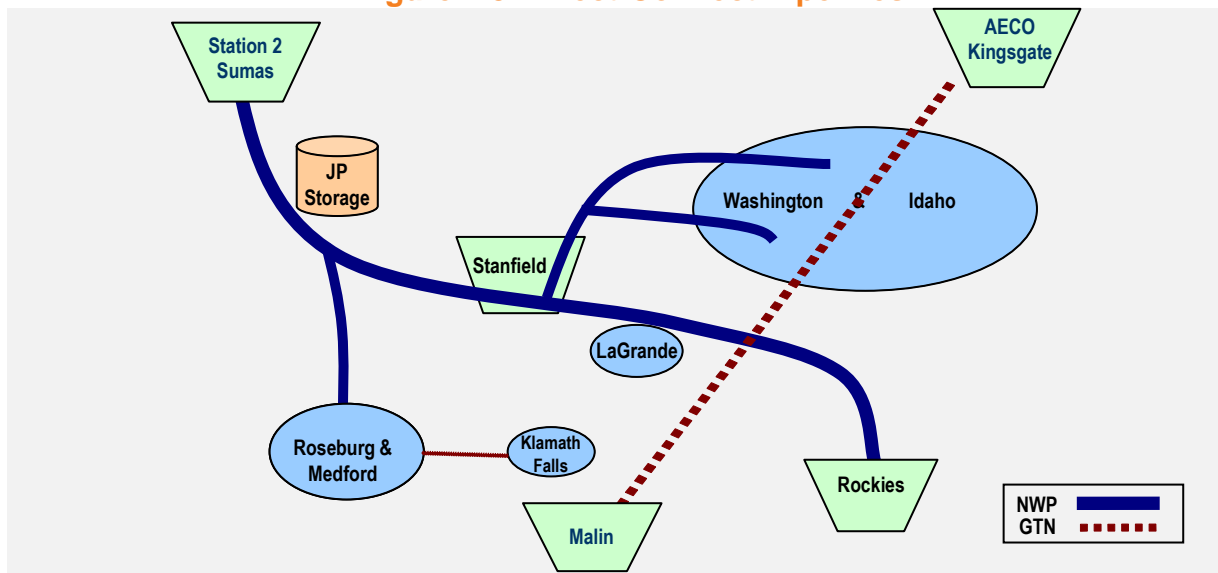 Station 2
Sumas
AECO
Kingsgate
JP
Storage
Washington & Idaho
Stanfield
LaGrande
Roseburg &
Medford
Klamath
Falls
Rockies
Malin
NWP
GTN